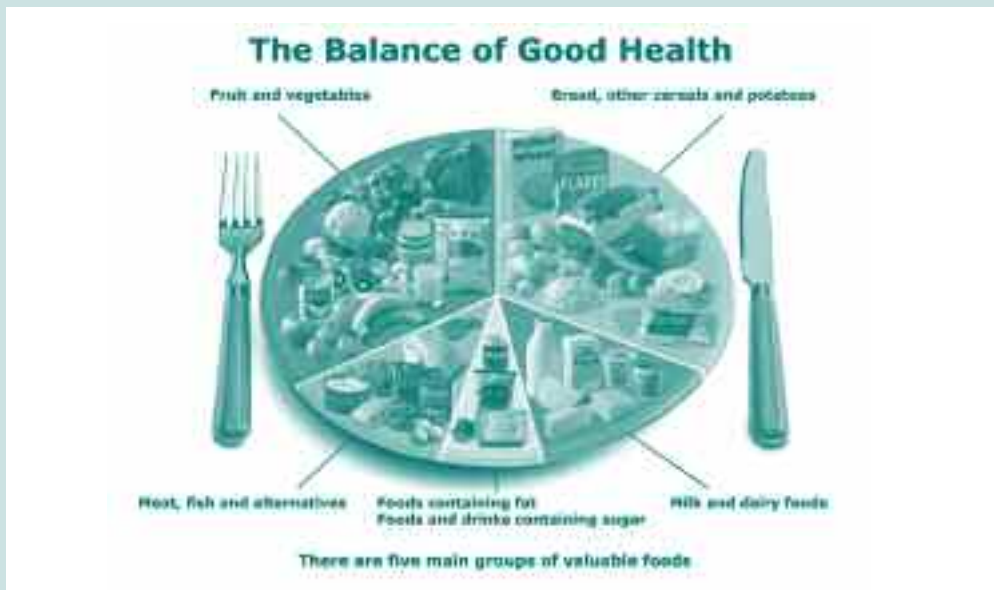 The Balance of Good Health
Fruit and vegetables
Bread, other cereals and potatoes
FLAKES
Meat, fish and alternatives
Foods containing fat
Foods and drinks containing sugar
Milk and dairy foods
There are five main groups of valuable foods